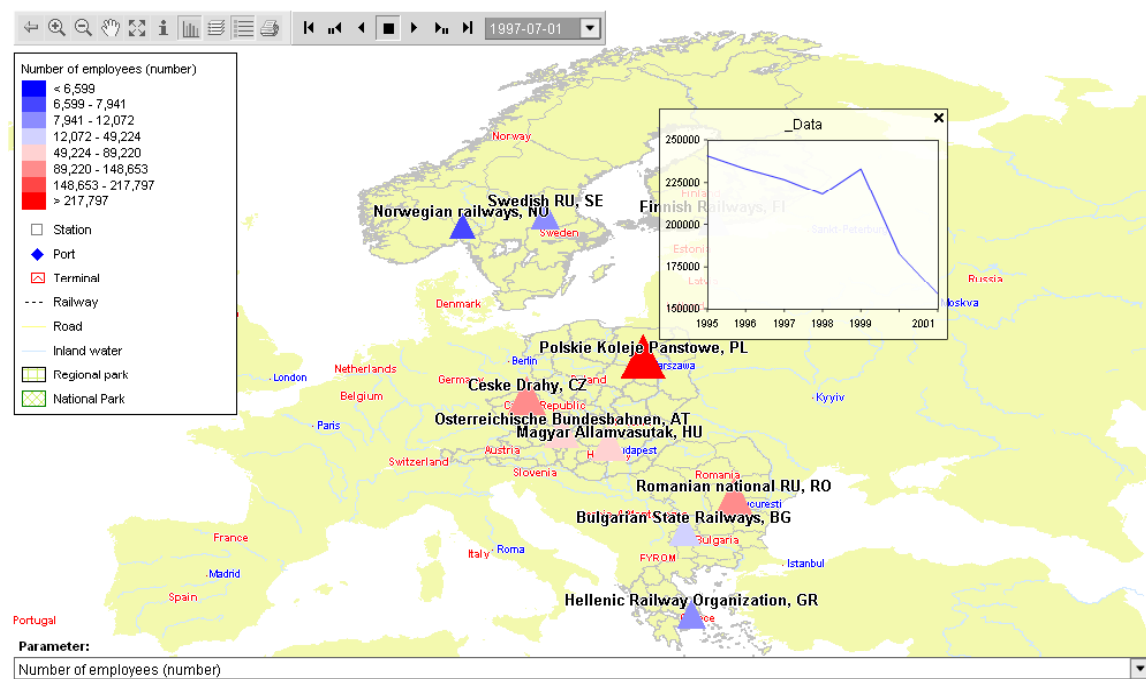 1997-07-01
Number of employees (number)
< 6,599
6,599 - 7,941
7,941 - 12,072
12,072 - 49,224
49,224 - 89,220
89,220 - 148,653
148,653 - 217,797
> 217,797
Station
Port
Terminal
Railway
Road
Inland water
Regional park
National Park
_Data
250000
225000
200000
175000
150000
1995 1996 1997 1998 1999 2001
Norway
Swedish RU, SE
Norwegian railways, NO
Sweden
Finland
Finnish Railways, FI
Sankt-Peterburg
Russia
Moskva
Denmark
Polskie Koleje Panstowe, PL
Berlin
Netherlands
Germany
London
Belgium
Ceske Drahy, CZ
Republic
Kyyiv
Paris
Osterreichische Bundesbahnen, AT
Magyar Allamvasutak, HU
Austria
Switzerland
Slovenia
Romania
Romanian national RU, RO
Bulgarian State Railways, BG
Bulgaria
France
Italy
Roma
FYROM
Istanbul
Madrid
Spain
Hellenic Railway Organization, GR
Portugal
Parameter:
Number of employees (number)